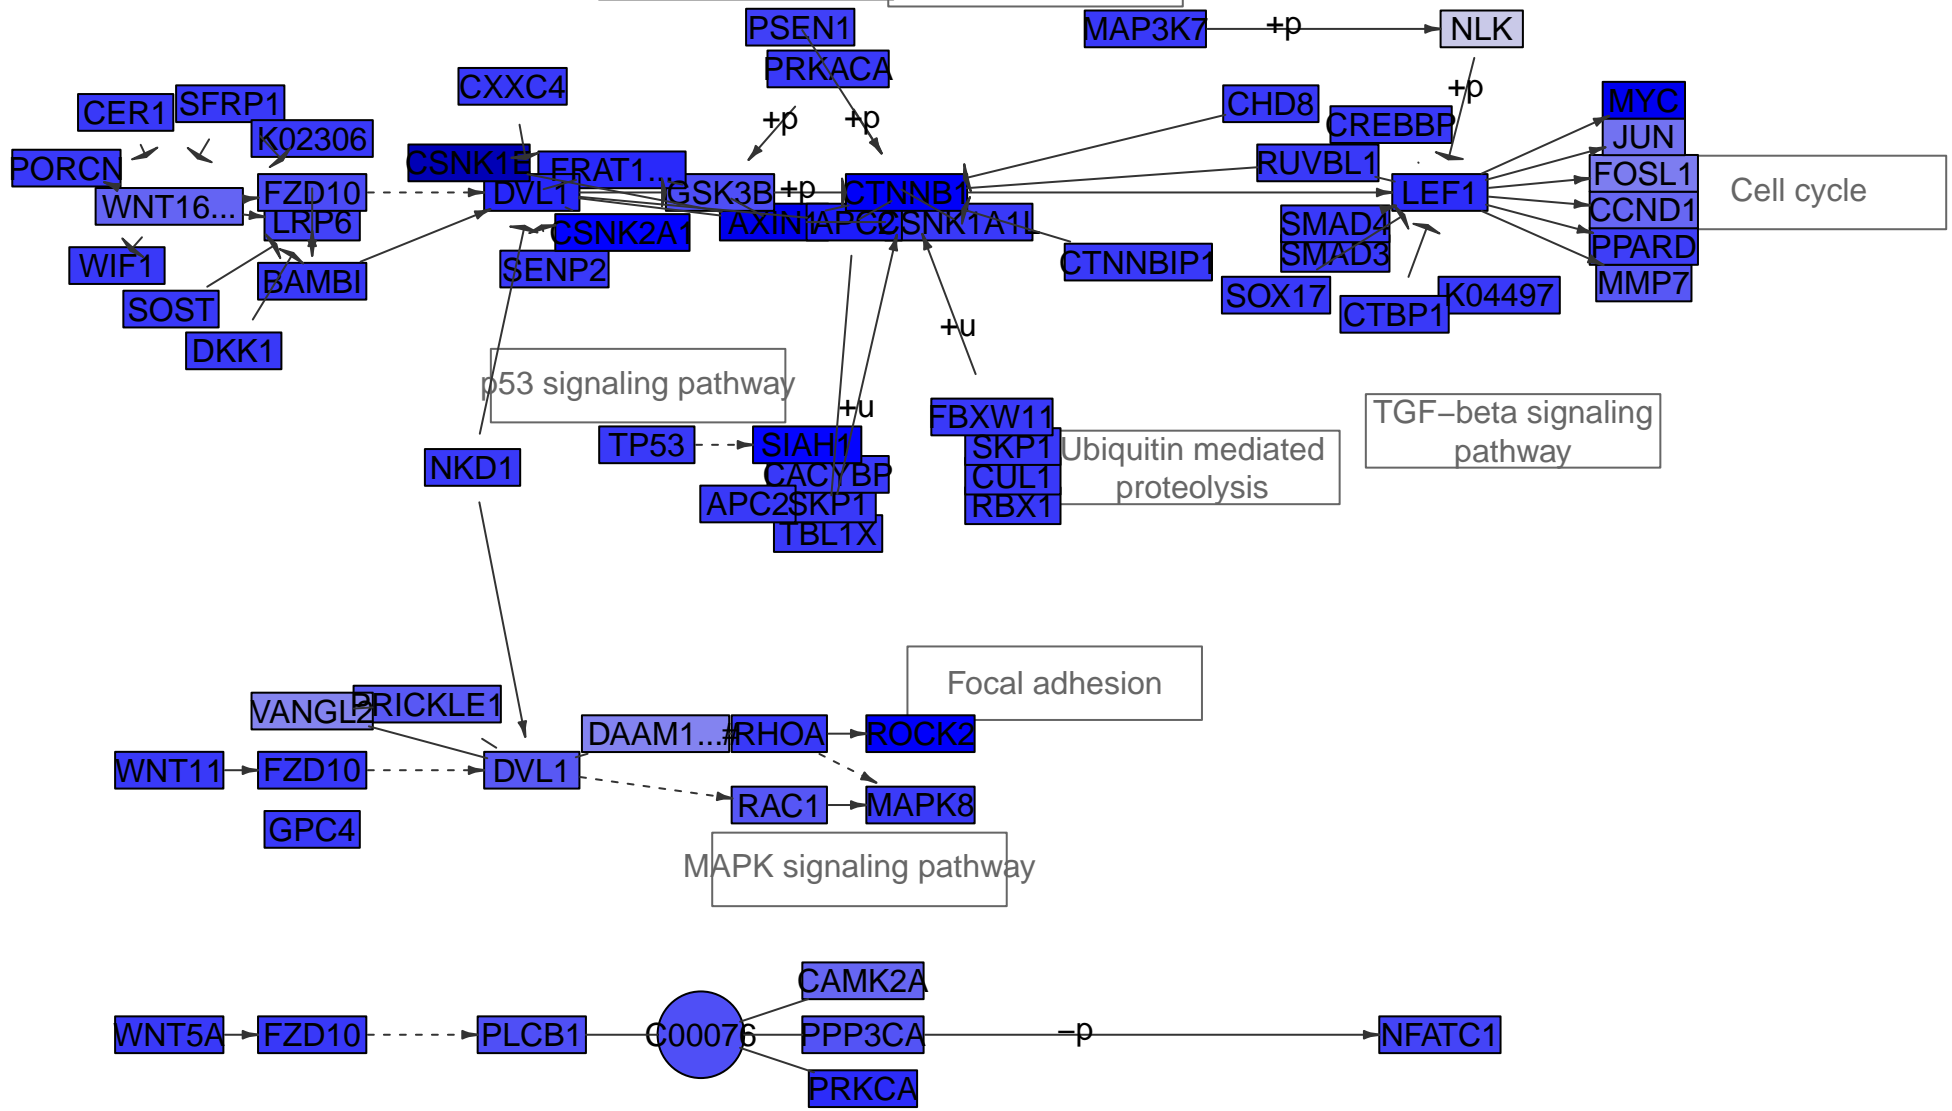 PSEN1
MAP3K7
+p
NLK
PRKACA
CXXC4
CER1
SFRP1
K02306
+p
+p
CHD8
CREBBP
+p
MYC
JUN
PORCN
CSNK1E
FRAT1...
RUVBL1
FOSL1
Cell cycle
WNT16...
FZD10
DVL1
GSK3B
+p
CTNNB1
LEF1
CCND1
LRP6
CSNK2A1
AXIN1
APC2
CSNK1A1L
SMAD4
PPARD
WIF1
BAMBI
SENP2
CTNNBIP1
SMAD3
MMP7
SOST
SOX17
K04497
DKK1
CTBP1
+u
p53 signaling pathway
+u
FBXW11
TGF−beta signaling
pathway
TP53
SIAH1
SKP1
Ubiquitin mediated
proteolysis
NKD1
CACYBP
CUL1
APC2
SKP1
RBX1
TBL1X
Focal adhesion
VANGL2
PRICKLE1
DAAM1...
#
RHOA
ROCK2
WNT11
FZD10
DVL1
RAC1
MAPK8
GPC4
MAPK signaling pathway
CAMK2A
WNT5A
FZD10
PLCB1
C00076
PPP3CA
−p
NFATC1
PRKCA